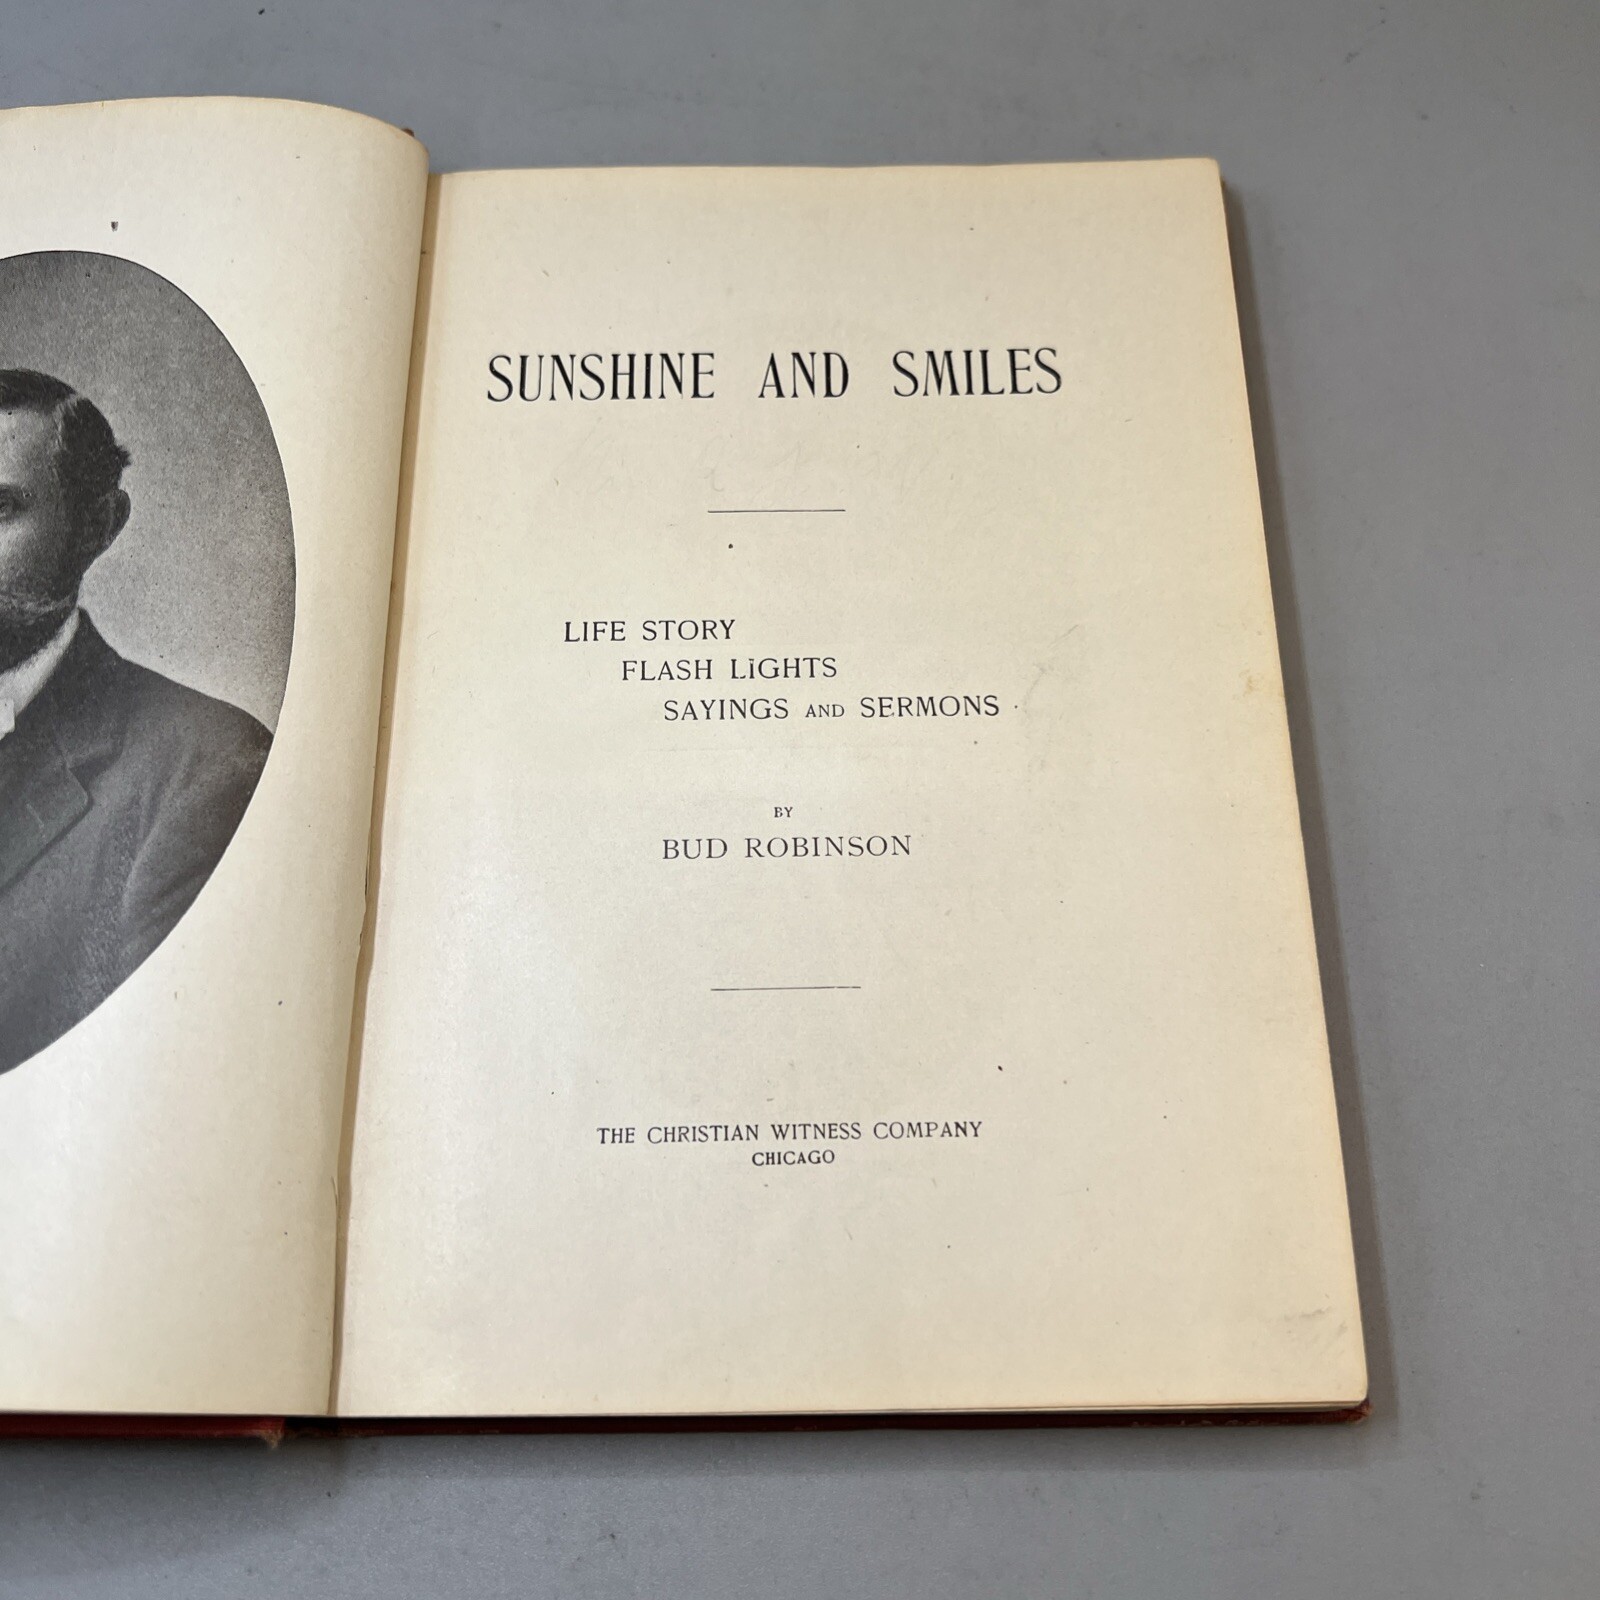 SUNSHINE AND SMILES
LIFE STORY
FLASH LIGHTS
SAYINGS AND SERMONS
BY
BUD ROBINSON
THE CHRISTIAN WITNESS COMPANY
CHICAGO